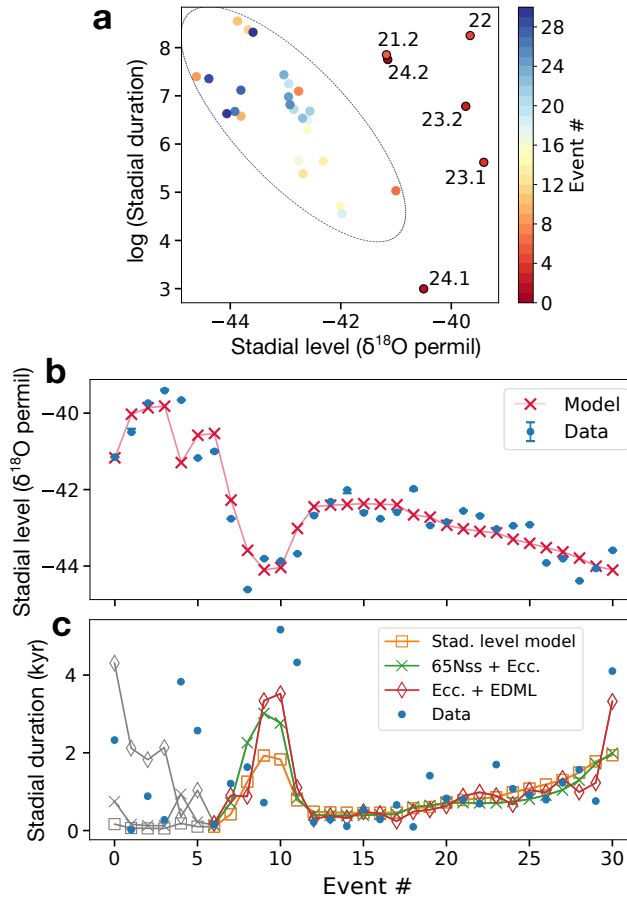 a
21.2
22
24.2
23.2
23.1
24.1
8
7
6
5
4
3
log (Stadial duration)
−44
−42
−40
Stadial level (δ¹⁸O permil)
28
24
20
16
12
8
4
0
Event #
b
Model
Data
−40
−42
−44
Stadial level (δ¹⁸O permil)
c
Stad. level model
65Nss + Ecc.
Ecc. + EDML
Data
4
2
0
Stadial duration (kyr)
0
5
10
15
20
25
30
Event #